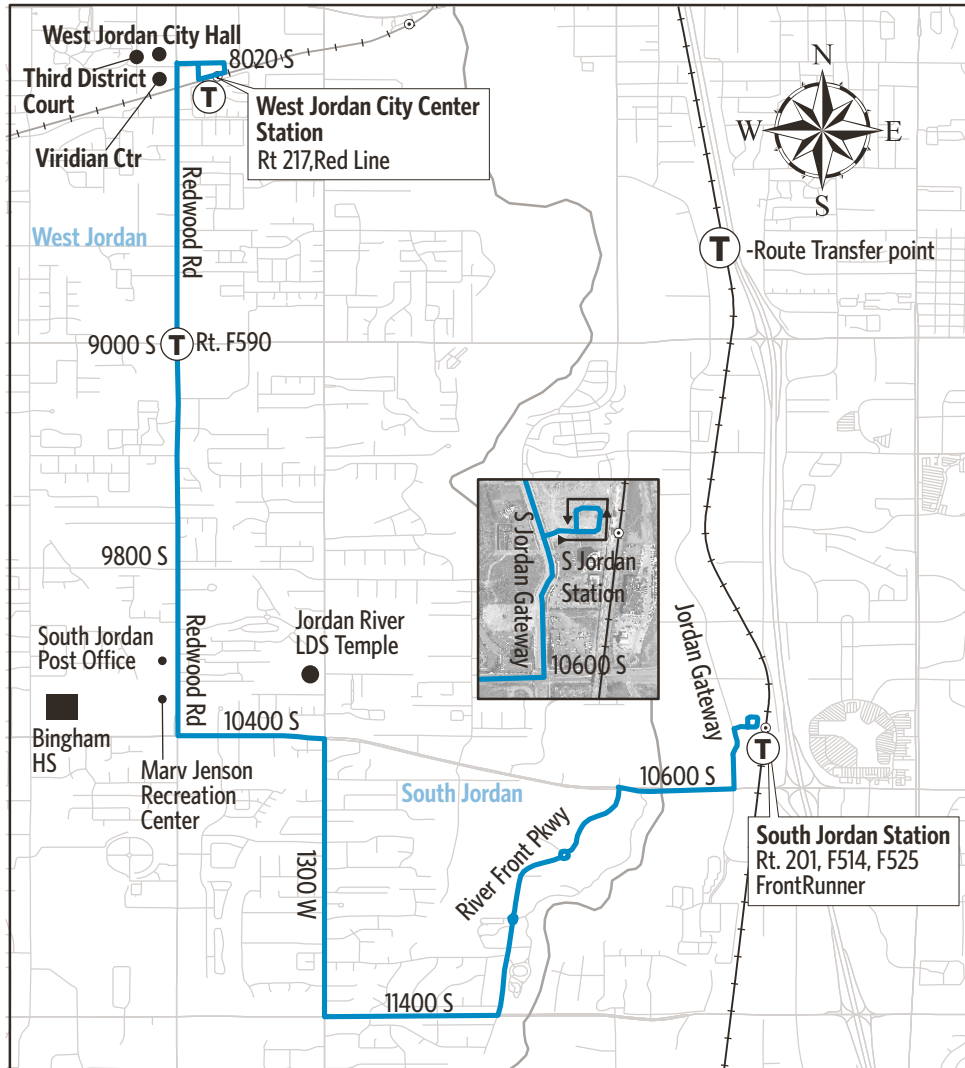 West Jordan City Hall
8020 S
Third District
Court
T
Viridian Ctr
West Jordan City Center
Station
Rt 217,Red Line
N
W
E
S
Redwood Rd
West Jordan
T
-Route Transfer point
9000 S
T
Rt. F590
9800 S
S Jordan Gateway
S Jordan
Station
10600 S
South Jordan
Post Office
Redwood Rd
Jordan River
LDS Temple
Jordan Gateway
Bingham
HS
10400 S
Marv Jenson
Recreation
Center
T
10600 S
South Jordan
River Front Pkwy
South Jordan Station
Rt. 201, F514, F525
FrontRunner
1300 W
11400 S